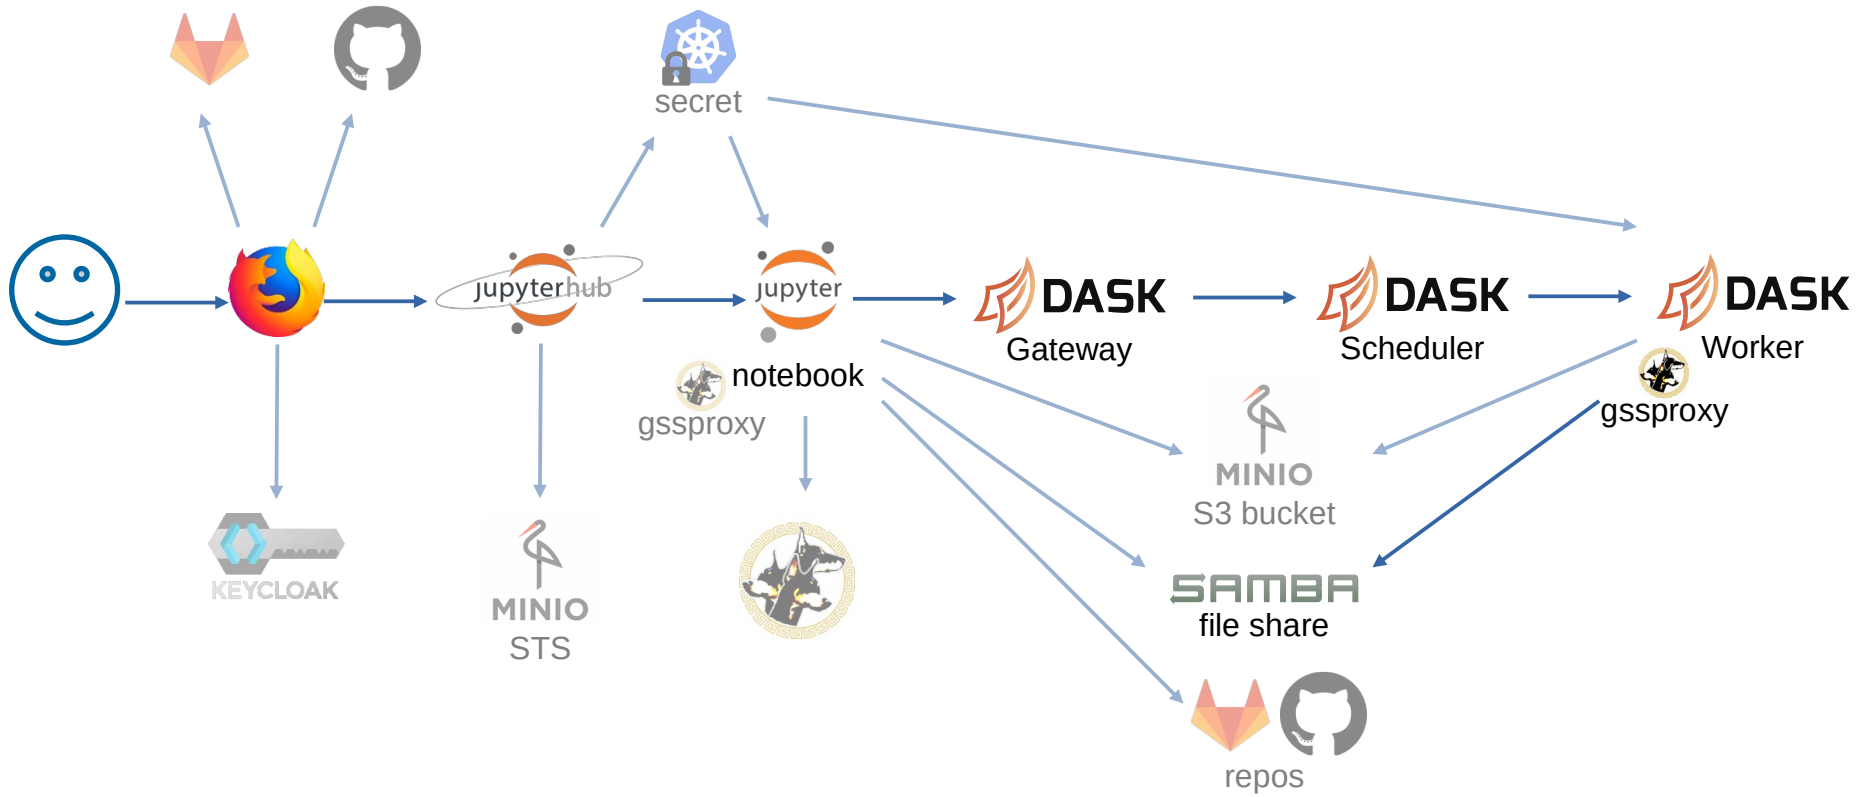 secret
jupyterhub
jupyter
notebook
gssproxy
DASK
Gateway
DASK
Scheduler
DASK
Worker
gssproxy
KEYCLOAK
MINIO
STS
MINIO
S3 bucket
SAMBA
file share
repos